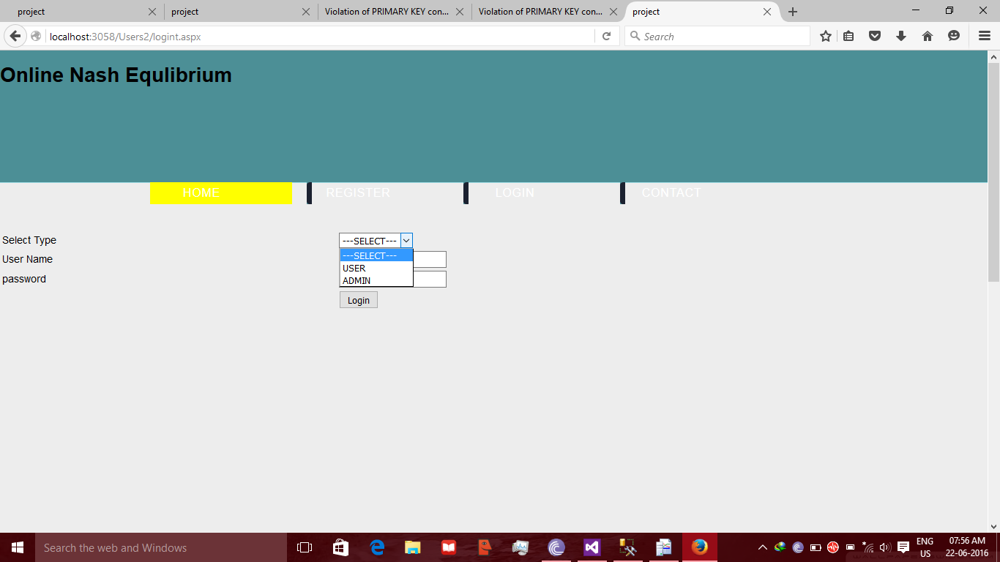 project
project
Violation of PRIMARY KEY con...
Violation of PRIMARY KEY con...
project
localhost:3058/Users2/logint.aspx
Search
Online Nash Equlibrium
HOME
REGISTER
LOGIN
CONTACT
Select Type
---SELECT---
---SELECT---
User Name
USER
ADMIN
password
Login
Search the web and Windows
ENG
US
07:56 AM
22-06-2016